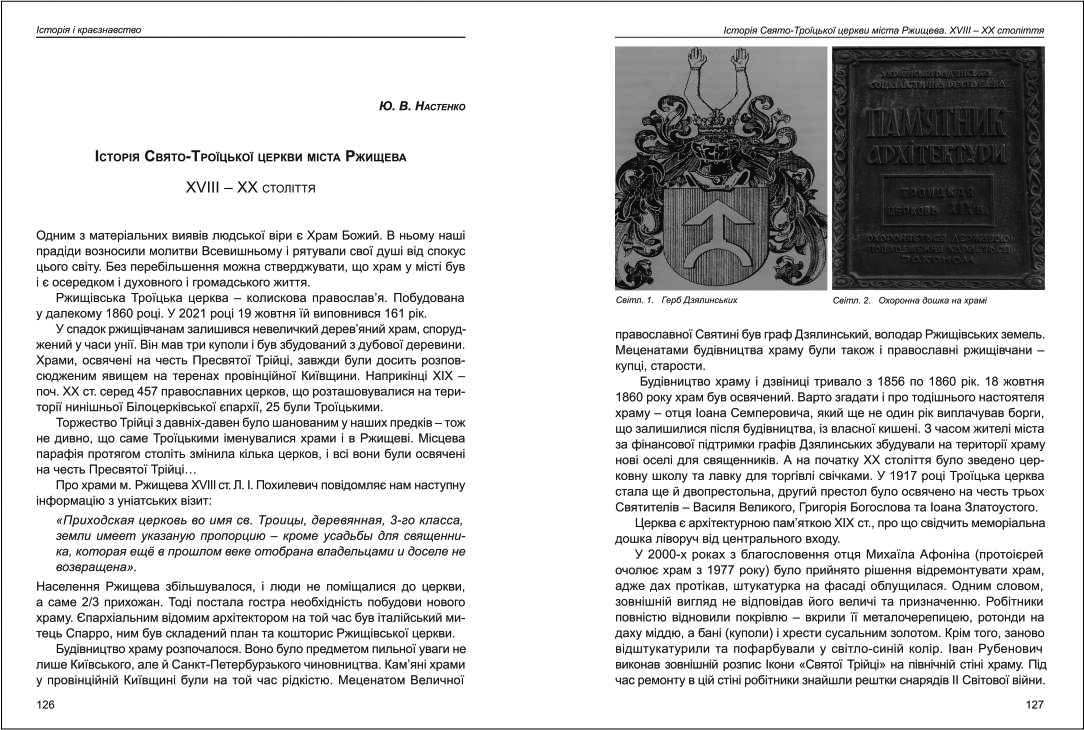 Історія і краєзнавство
Ю. В. Настенко
Історія Свято-Троїцької церкви міста Ржищева
XVIII – XX століття
Одним з матеріальних виявів людської віри є Храм Божий. В ньому наші
прадіди возносили молитви Всевишньому і рятували свої душі від спокус
цього світу. Без перебільшення можна стверджувати, що храм у місті був
і є осередком і духовного і громадського життя.
Ржищівська Троїцька церква – колискова православ’я. Побудована
у далекому 1860 році. У 2021 році 19 жовтня їй виповнився 161 рік.
У спадок ржищівчанам залишився невеличкий дерев’яний храм, споруд-
жений у часи унії. Він мав три куполи і був збудований з дубової деревини.
Храми, освячені на честь Пресвятої Трійці, завжди були досить розпов-
сюдженим явищем на теренах провінційної Київщини. Наприкінці XIX –
поч. XX ст. серед 457 православних церков, що розташовувалися на тери-
торії нинішньої Білоцерківської єпархії, 25 були Троїцькими.
Торжество Трійці з давніх-давен було шанованим у наших предків – тож
не дивно, що саме Троїцькими іменувалися храми і в Ржищеві. Місцева
парафія протягом століть змінила кілька церков, і всі вони були освячені
на честь Пресвятої Трійці…
Про храми м. Ржищева XVIII ст. Л. І. Похилевич повідомляє нам наступну
інформацію з уніатських візит:
«Приходская церковь во имя св. Троицы, деревянная, 3-го класса,
земли имеет указаную пропорцию – кроме усадьбы для священни-
ка, которая ещё в прошлом веке отобрана владельцами и доселе не
возвращена».
Населення Ржищева збільшувалося, і люди не поміщалися до церкви,
а саме 2/3 прихожан. Тоді постала гостра необхідність побудови нового
храму. Єпархіальним відомим архітектором на той час був італійський ми-
тець Спарро, ним був складений план та кошторис Ржищівської церкви.
Будівництво храму розпочалося. Воно було предметом пильної уваги не
лише Київського, але й Санкт-Петербурзького чиновництва. Кам’яні храми
у провінційній Київщині були на той час рідкістю. Меценатом Величної
126
Історія Свято-Троїцької церкви міста Ржищева. XVIII – XX століття
УКРАЇНСЬКА РАДЯНСЬКА
СОЦІАЛІСТИЧНА РЕСПУБЛІКА
ПАМЯТНИК
АРХІТЕКТУРИ
ТРОИЦКАЯ
ЦЕРКОВЬ XIX в.
ОХОРОНЯЄТЬСЯ ДЕРЖАВОЮ
ЗАКОНОМ
Світл. 1. Герб Дзялинських
Світл. 2. Охоронна дошка на храмі
православної Святині був граф Дзялинський, володар Ржищівських земель.
Меценатами будівництва храму були також і православні ржищівчани –
купці, старости.
Будівництво храму і дзвіниці тривало з 1856 по 1860 рік. 18 жовтня
1860 року храм був освячений. Варто згадати і про тодішнього настоятеля
храму – отця Іоана Семперовича, який ще не один рік виплачував борги,
що залишилися після будівництва, із власної кишені. З часом жителі міста
за фінансової підтримки графів Дзялинських збудували на території храму
нові оселі для священників. А на початку XX століття було зведено цер-
ковну школу та лавку для торгівлі свічками. У 1917 році Троїцька церква
стала ще й двопрестольна, другий престол було освячено на честь трьох
Святителів – Василя Великого, Григорія Богослова та Іоана Златоустого.
Церква є архітектурною пам’яткою XIX ст., про що свідчить меморіальна
дошка ліворуч від центрального входу.
У 2000-х роках з благословення отця Михаїла Афоніна (протоієрей
очолює храм з 1977 року) було прийнято рішення відремонтувати храм,
адже дах протікав, штукатурка на фасаді облущилася. Одним словом,
зовнішній вигляд не відповідав його величі та призначенню. Робітники
повністю відновили покрівлю – вкрили її металочерепицею, ротонди на
даху міддю, а бані (куполи) і хрести сусальним золотом. Крім того, заново
відштукатурили та пофарбували у світло-синій колір. Іван Рубенович
виконав зовнішній розпис Ікони «Святої Трійці» на північній стіні храму. Під
час ремонту в цій стіні робітники знайшли рештки снарядів II Світової війни.
127